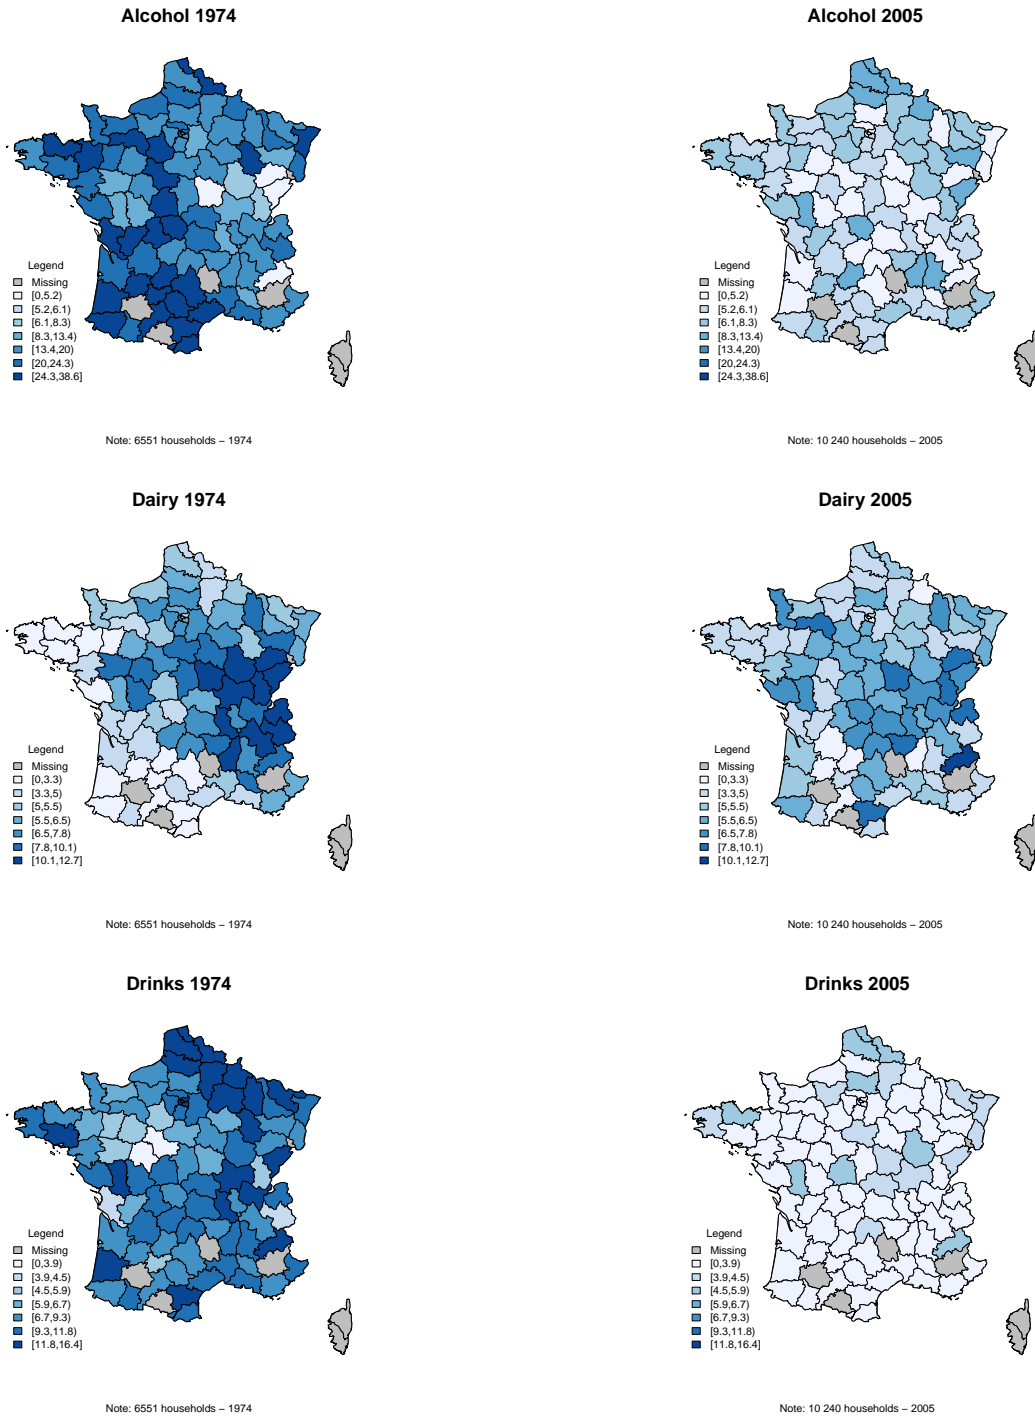 Alcohol 1974
Alcohol 2005
Legend
Missing
[0,5.2)
[5.2,6.1)
[6.1,8.3)
[8.3,13.4)
[13.4,20)
[20,24.3)
[24.3,38.6]
Note: 6551 households – 1974
Legend
Missing
[0,5.2)
[5.2,6.1)
[6.1,8.3)
[8.3,13.4)
[13.4,20)
[20,24.3)
[24.3,38.6]
Note: 10 240 households – 2005
Dairy 1974
Dairy 2005
Legend
Missing
[0,3.3)
[3.3,5)
[5,5.5)
[5.5,6.5)
[6.5,7.8)
[7.8,10.1)
[10.1,12.7]
Note: 6551 households – 1974
Legend
Missing
[0,3.3)
[3.3,5)
[5,5.5)
[5.5,6.5)
[6.5,7.8)
[7.8,10.1)
[10.1,12.7]
Note: 10 240 households – 2005
Drinks 1974
Drinks 2005
Legend
Missing
[0,3.9)
[3.9,4.5)
[4.5,5.9)
[5.9,6.7)
[6.7,9.3)
[9.3,11.8)
[11.8,16.4]
Note: 6551 households – 1974
Legend
Missing
[0,3.9)
[3.9,4.5)
[4.5,5.9)
[5.9,6.7)
[6.7,9.3)
[9.3,11.8)
[11.8,16.4]
Note: 10 240 households – 2005